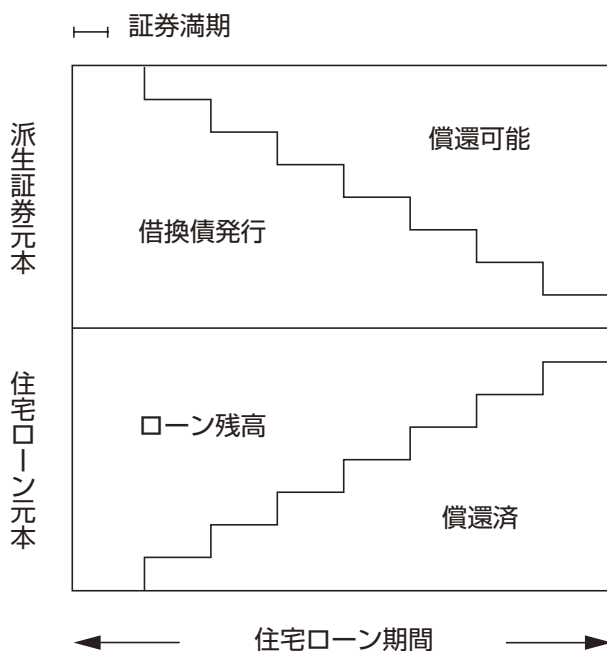 証券満期
派生証券元本
償還可能
借換債発行
住宅ローン元本
ローン残高
償還済
住宅ローン期間